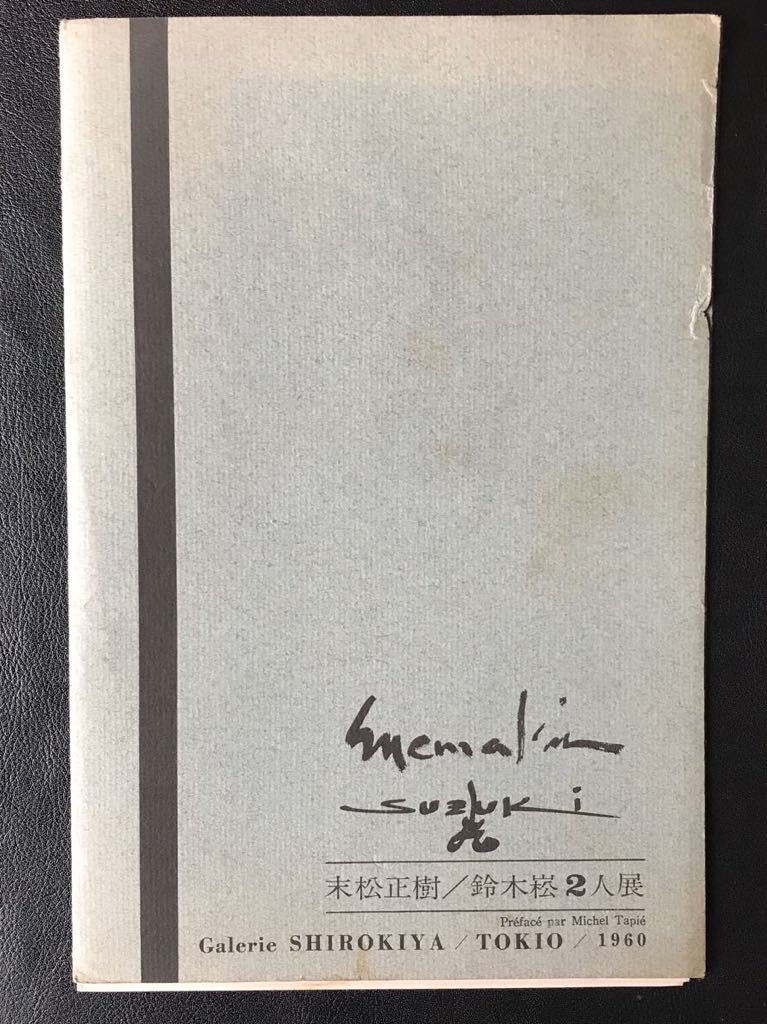 Suematsu
SUZUKI
末松正樹／鈴木崧2人展
Préfacé par Michel Tapié
Galerie SHIROKIYA / TOKIO / 1960